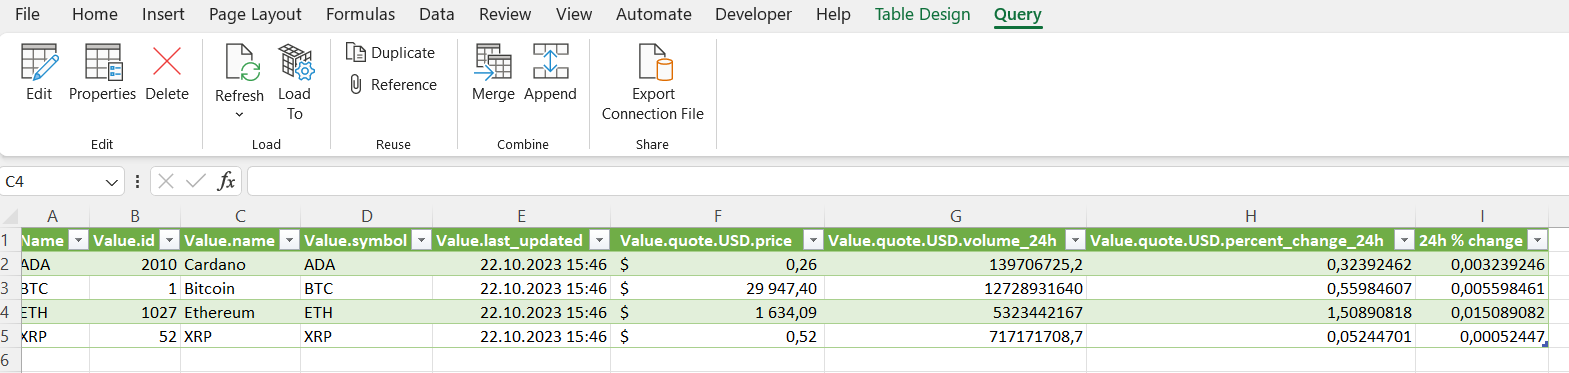 File Home Insert Page Layout Formulas Data Review View Automate Developer Help Table Design Query
Edit Properties Delete Refresh Load To Duplicate Reference Merge Append Export Connection File
Edit Load Reuse Combine Share
C4 fx
A B C D E F G H I
1 Name Value.id Value.name Value.symbol Value.last_updated Value.quote.USD.price Value.quote.USD.volume_24h Value.quote.USD.percent_change_24h 24h % change
2 ADA 2010 Cardano ADA 22.10.2023 15:46 $ 0,26 139706725,2 0,32392462 0,003239246
3 BTC 1 Bitcoin BTC 22.10.2023 15:46 $ 29 947,40 12728931640 0,55984607 0,005598461
4 ETH 1027 Ethereum ETH 22.10.2023 15:46 $ 1 634,09 5323442167 1,50890818 0,015089082
5 XRP 52 XRP XRP 22.10.2023 15:46 $ 0,52 717171708,7 0,05244701 0,00052447
6